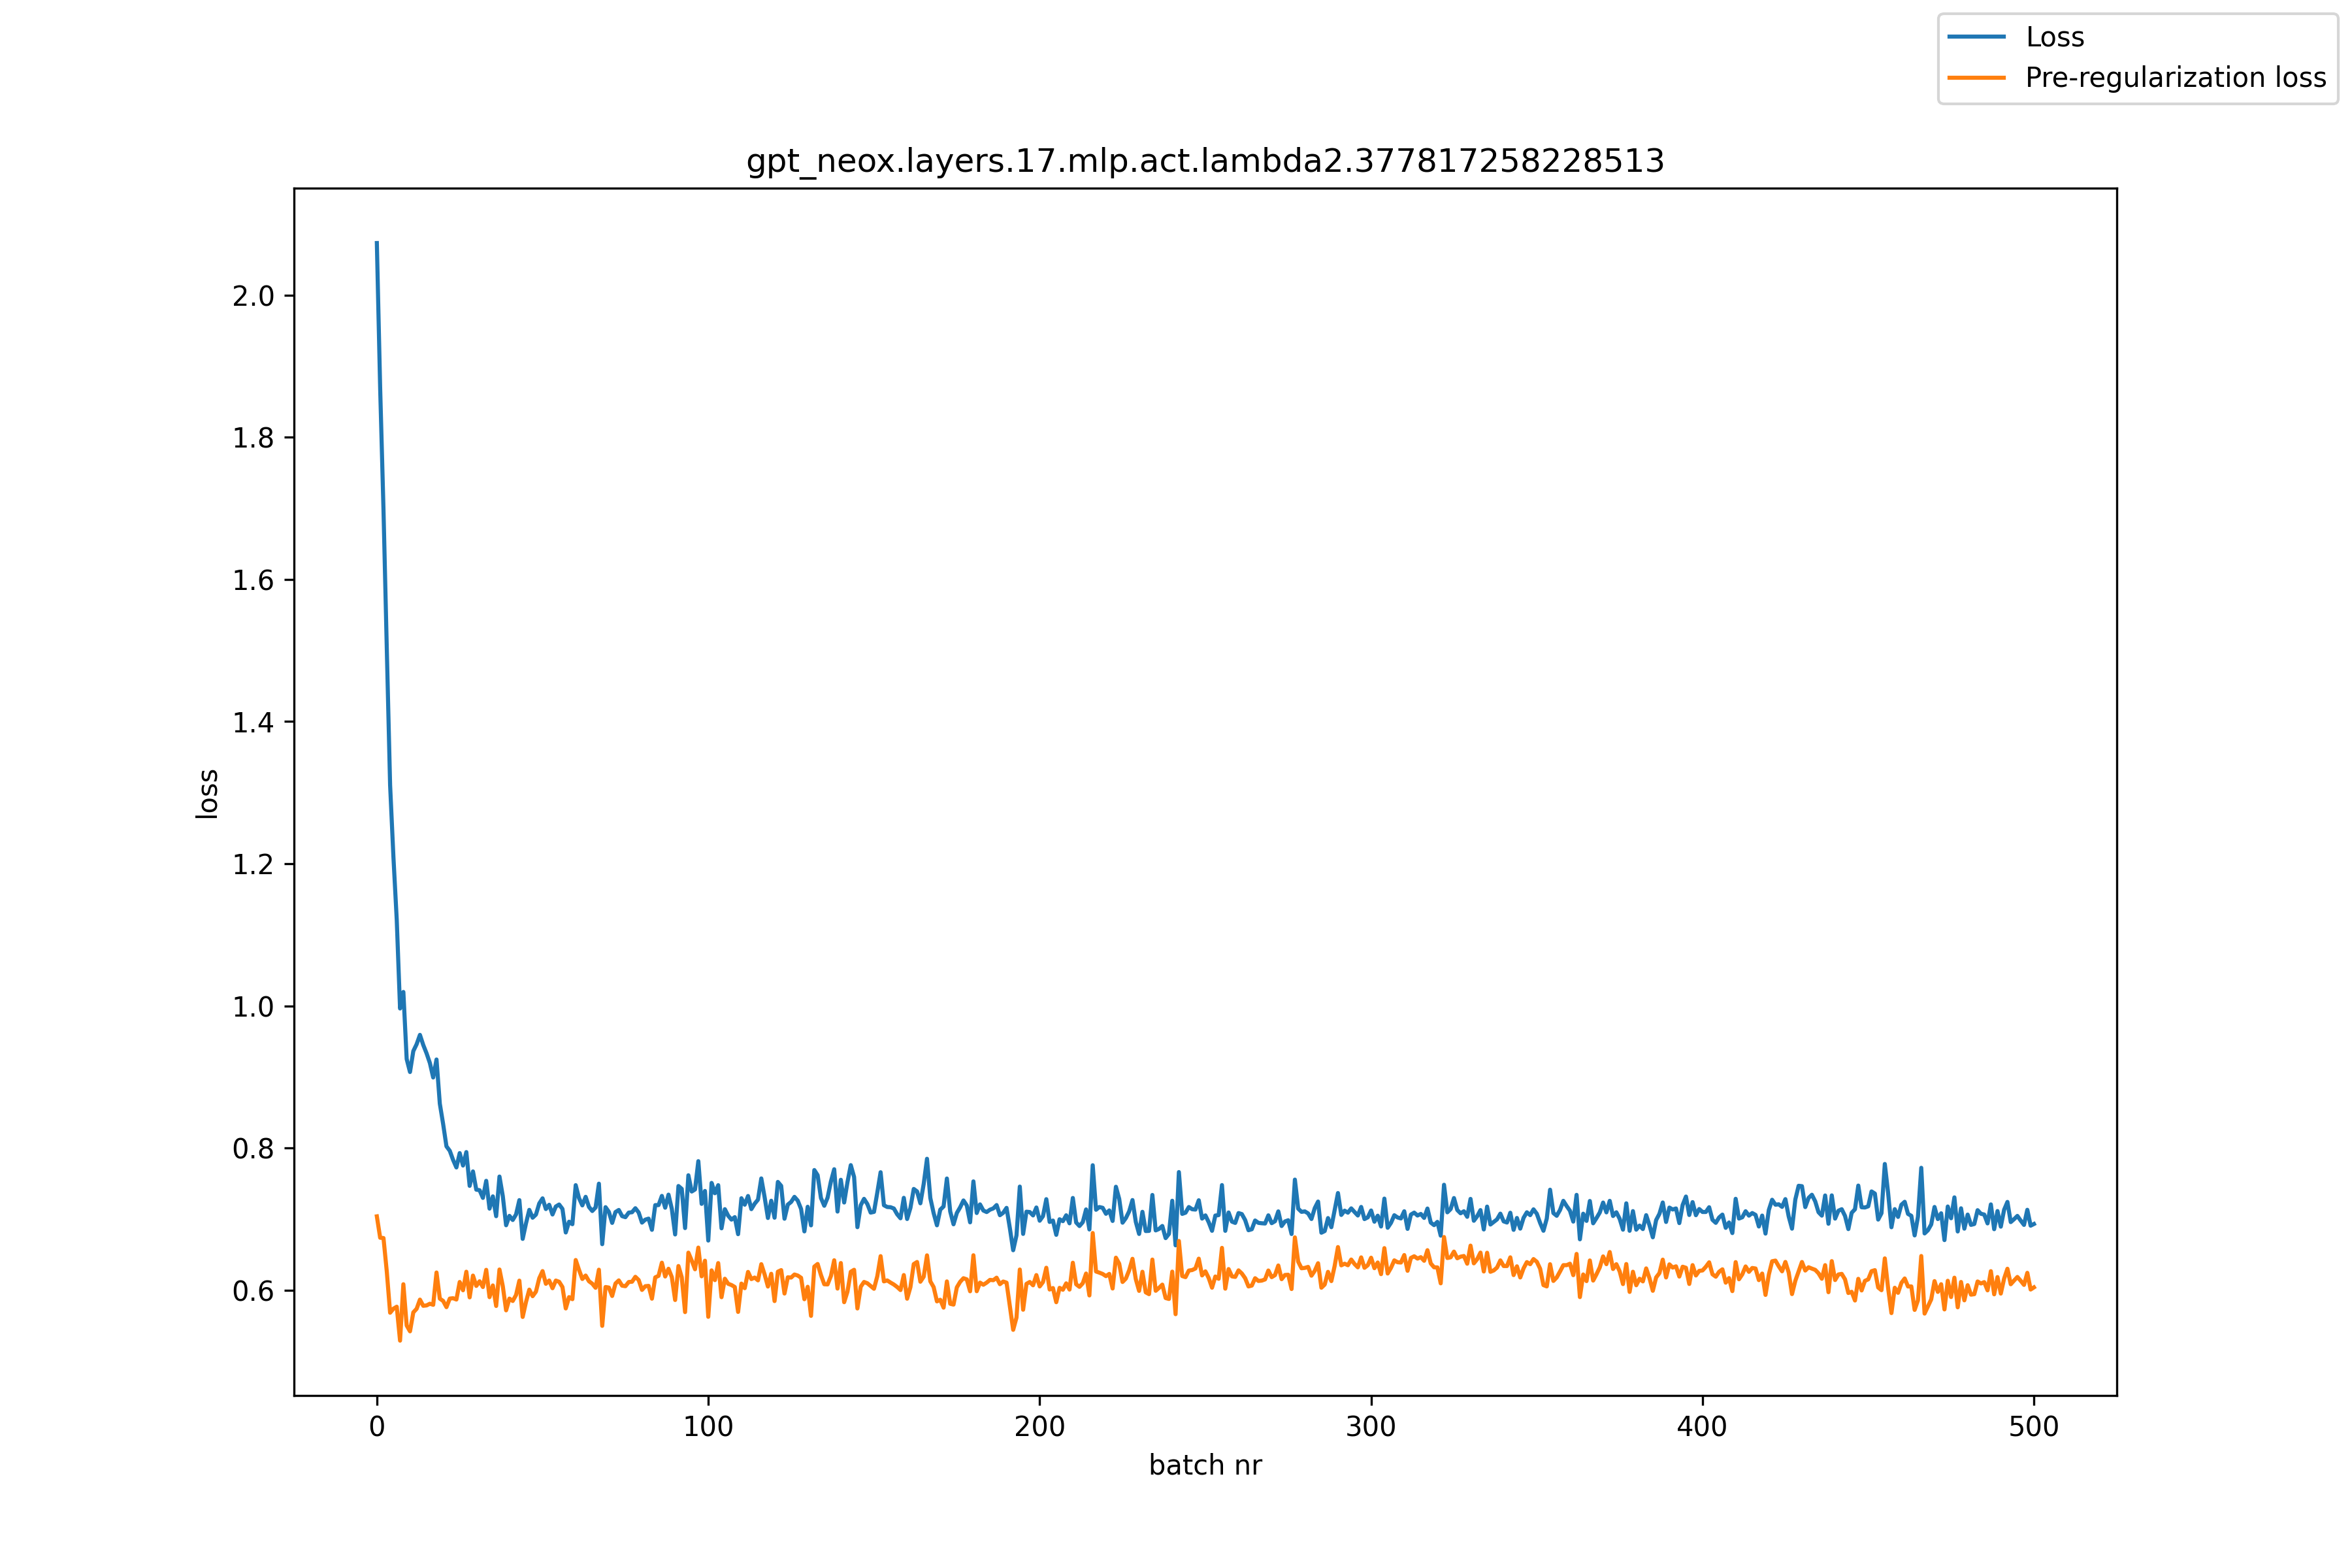 Loss
Pre-regularization loss
gpt_neox.layers.17.mlp.act.lambda2.377817258228513
2.0
1.8
1.6
1.4
1.2
1.0
0.8
0.6
loss
0 100 200 300 400 500
batch nr